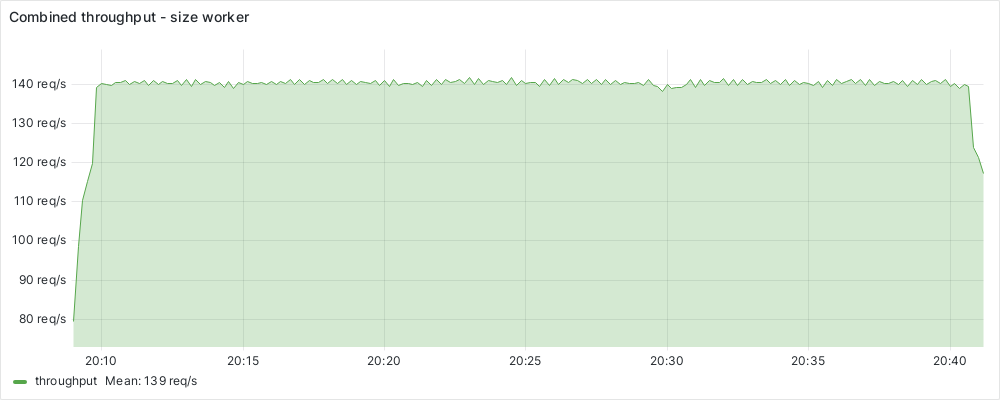 Combined throughput - size worker
140 req/s
130 req/s
120 req/s
110 req/s
100 req/s
90 req/s
80 req/s
20:10 20:15 20:20 20:25 20:30 20:35 20:40
throughput Mean: 139 req/s